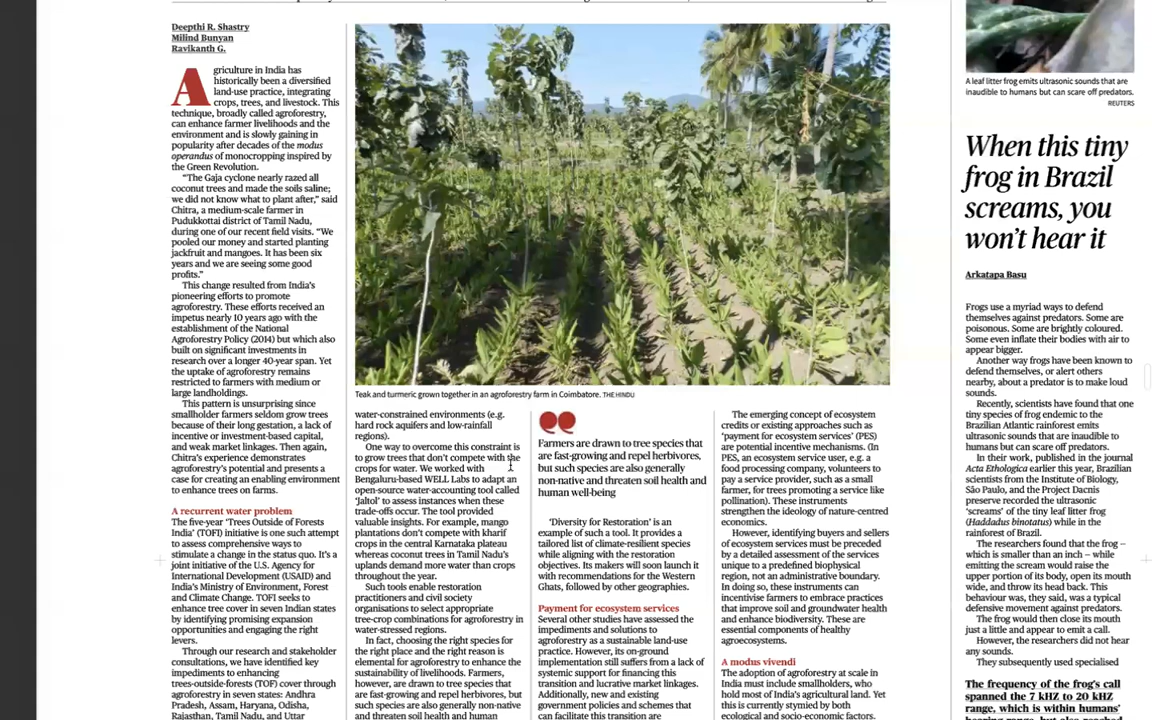 Deepthi R. Shastry
Milind Bunyan
Ravikanth G.
Agriculture in India has
historically been a diversified
land-use practice, integrating
crops, trees, and livestock. This
technique, broadly called agroforestry,
can enhance farmer livelihoods and the
environment and is slowly gaining in
popularity after decades of the modus
operandus of monocropping inspired by
the Green Revolution.
“The Gaja cyclone nearly razed all
coconut trees and made the soils saline;
we did not know what to plant after,” said
Chitra, a medium-scale farmer in
Pudukkottai district of Tamil Nadu,
during one of our recent field visits. “We
pooled our money and started planting
jackfruit and mangoes. It has been six
years and we are seeing some good
profits.”
This change resulted from India’s
pioneering efforts to promote
agroforestry. These efforts received an
impetus nearly 10 years ago with the
establishment of the National
Agroforestry Policy (2014) but which also
built on significant investments in
research over a longer 40-year span. Yet
the uptake of agroforestry remains
restricted to farmers with medium or
large landholdings.
This pattern is unsurprising since
smallholder farmers seldom grow trees
because of their long gestation, a lack of
incentive or investment-based capital,
and weak market linkages. Then again,
Chitra’s experience demonstrates
agroforestry’s potential and presents a
case for creating an enabling environment
to enhance trees on farms.
A recurrent water problem
The five-year ‘Trees Outside of Forests
India’ (TOFI) initiative is one such attempt
to assess comprehensive ways to
stimulate a change in the status quo. It’s a
joint initiative of the U.S. Agency for
International Development (USAID) and
India’s Ministry of Environment, Forest
and Climate Change. TOFI seeks to
enhance tree cover in seven Indian states
by identifying promising expansion
opportunities and engaging the right
levers.
Through our research and stakeholder
consultations, we have identified key
impediments to enhancing
trees-outside-forests (TOF) cover through
agroforestry in seven states: Andhra
Pradesh, Assam, Haryana, Odisha,
Rajasthan, Tamil Nadu, and Uttar
Teak and turmeric grown together in an agroforestry farm in Coimbatore. THE HINDU
water-constrained environments (e.g.
hard rock aquifers and low-rainfall
regions).
One way to overcome this constraint is
to grow trees that don’t compete with the
crops for water. We worked with
Bengaluru-based WELL Labs to adapt an
open-source water-accounting tool called
‘Jaltol’ to assess instances when these
trade-offs occur. The tool provided
valuable insights. For example, mango
plantations don’t compete with kharif
crops in the central Karnataka plateau
whereas coconut trees in Tamil Nadu’s
uplands demand more water than crops
throughout the year.
Such tools enable restoration
practitioners and civil society
organisations to select appropriate
tree-crop combinations for agroforestry in
water-stressed regions.
In fact, choosing the right species for
the right place and the right reason is
elemental for agroforestry to enhance the
sustainability of livelihoods. Farmers,
however, are drawn to tree species that
are fast-growing and repel herbivores, but
such species are also generally non-native
and threaten soil health and human
Farmers are drawn to tree species that
are fast-growing and repel herbivores,
but such species are also generally
non-native and threaten soil health and
human well-being
‘Diversity for Restoration’ is an
example of such a tool. It provides a
tailored list of climate-resilient species
while aligning with the restoration
objectives. Its makers will soon launch it
with recommendations for the Western
Ghats, followed by other geographies.
Payment for ecosystem services
Several other studies have assessed the
impediments and solutions to
agroforestry as a sustainable land-use
practice. However, its on-ground
implementation still suffers from a lack of
systemic support for financing this
transition and lucrative market linkages.
Additionally, new and existing
government policies and schemes that
can facilitate this transition are
The emerging concept of ecosystem
credits or existing approaches such as
‘payment for ecosystem services’ (PES)
are potential incentive mechanisms. (In
PES, an ecosystem service user, e.g. a
food processing company, volunteers to
pay a service provider, such as a small
farmer, for trees promoting a service like
pollination). These instruments
strengthen the ideology of nature-centred
economics.
However, identifying buyers and sellers
of ecosystem services must be preceded
by a detailed assessment of the services
unique to a predefined biophysical
region, not an administrative boundary.
In doing so, these instruments can
incentivise farmers to embrace practices
that improve soil and groundwater health
and enhance biodiversity. These are
essential components of healthy
agroecosystems.
A modus vivendi
The adoption of agroforestry at scale in
India must include smallholders, who
hold most of India’s agricultural land. Yet
this is currently stymied by both
ecological and socio-economic factors.
A leaf litter frog emits ultrasonic sounds that are
inaudible to humans but can scare off predators.
REUTERS
When this tiny
frog in Brazil
screams, you
won’t hear it
Arkatapa Basu
Frogs use a myriad ways to defend
themselves against predators. Some are
poisonous. Some are brightly coloured.
Some even inflate their bodies with air to
appear bigger.
Another way frogs have been known to
defend themselves, or alert others
nearby, about a predator is to make loud
sounds.
Recently, scientists have found that one
tiny species of frog endemic to the
Brazilian Atlantic rainforest emits
ultrasonic sounds that are inaudible to
humans but can scare off predators.
In their work, published in the journal
Acta Ethologica earlier this year, Brazilian
scientists from the Institute of Biology,
São Paulo, and the Project Dacnis
preserve recorded the ultrasonic
‘screams’ of the tiny leaf litter frog
(Haddadus binotatus) while in the
rainforest of Brazil.
The researchers found that the frog –
which is smaller than an inch – while
emitting the scream would raise the
upper portion of its body, open its mouth
wide, and throw its head back. This
behaviour was, they said, was a typical
defensive movement against predators.
The frog would then close its mouth
just a little and appear to emit a call.
However, the researchers did not hear
any sounds.
They subsequently used specialised
The frequency of the frog’s call
spanned the 7 kHZ to 20 kHZ
range, which is within humans’